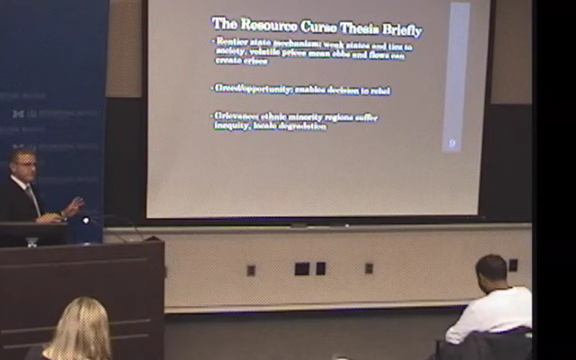 The Resource Curse Thesis Briefly
• Rentier state mechanism: weak states and ties to
society, volatile prices mean ebbs and flows can
create crises
• Greed/opportunity: enables decision to rebel
• Grievance: ethnic minority regions suffer
inequity, locale degradation
9